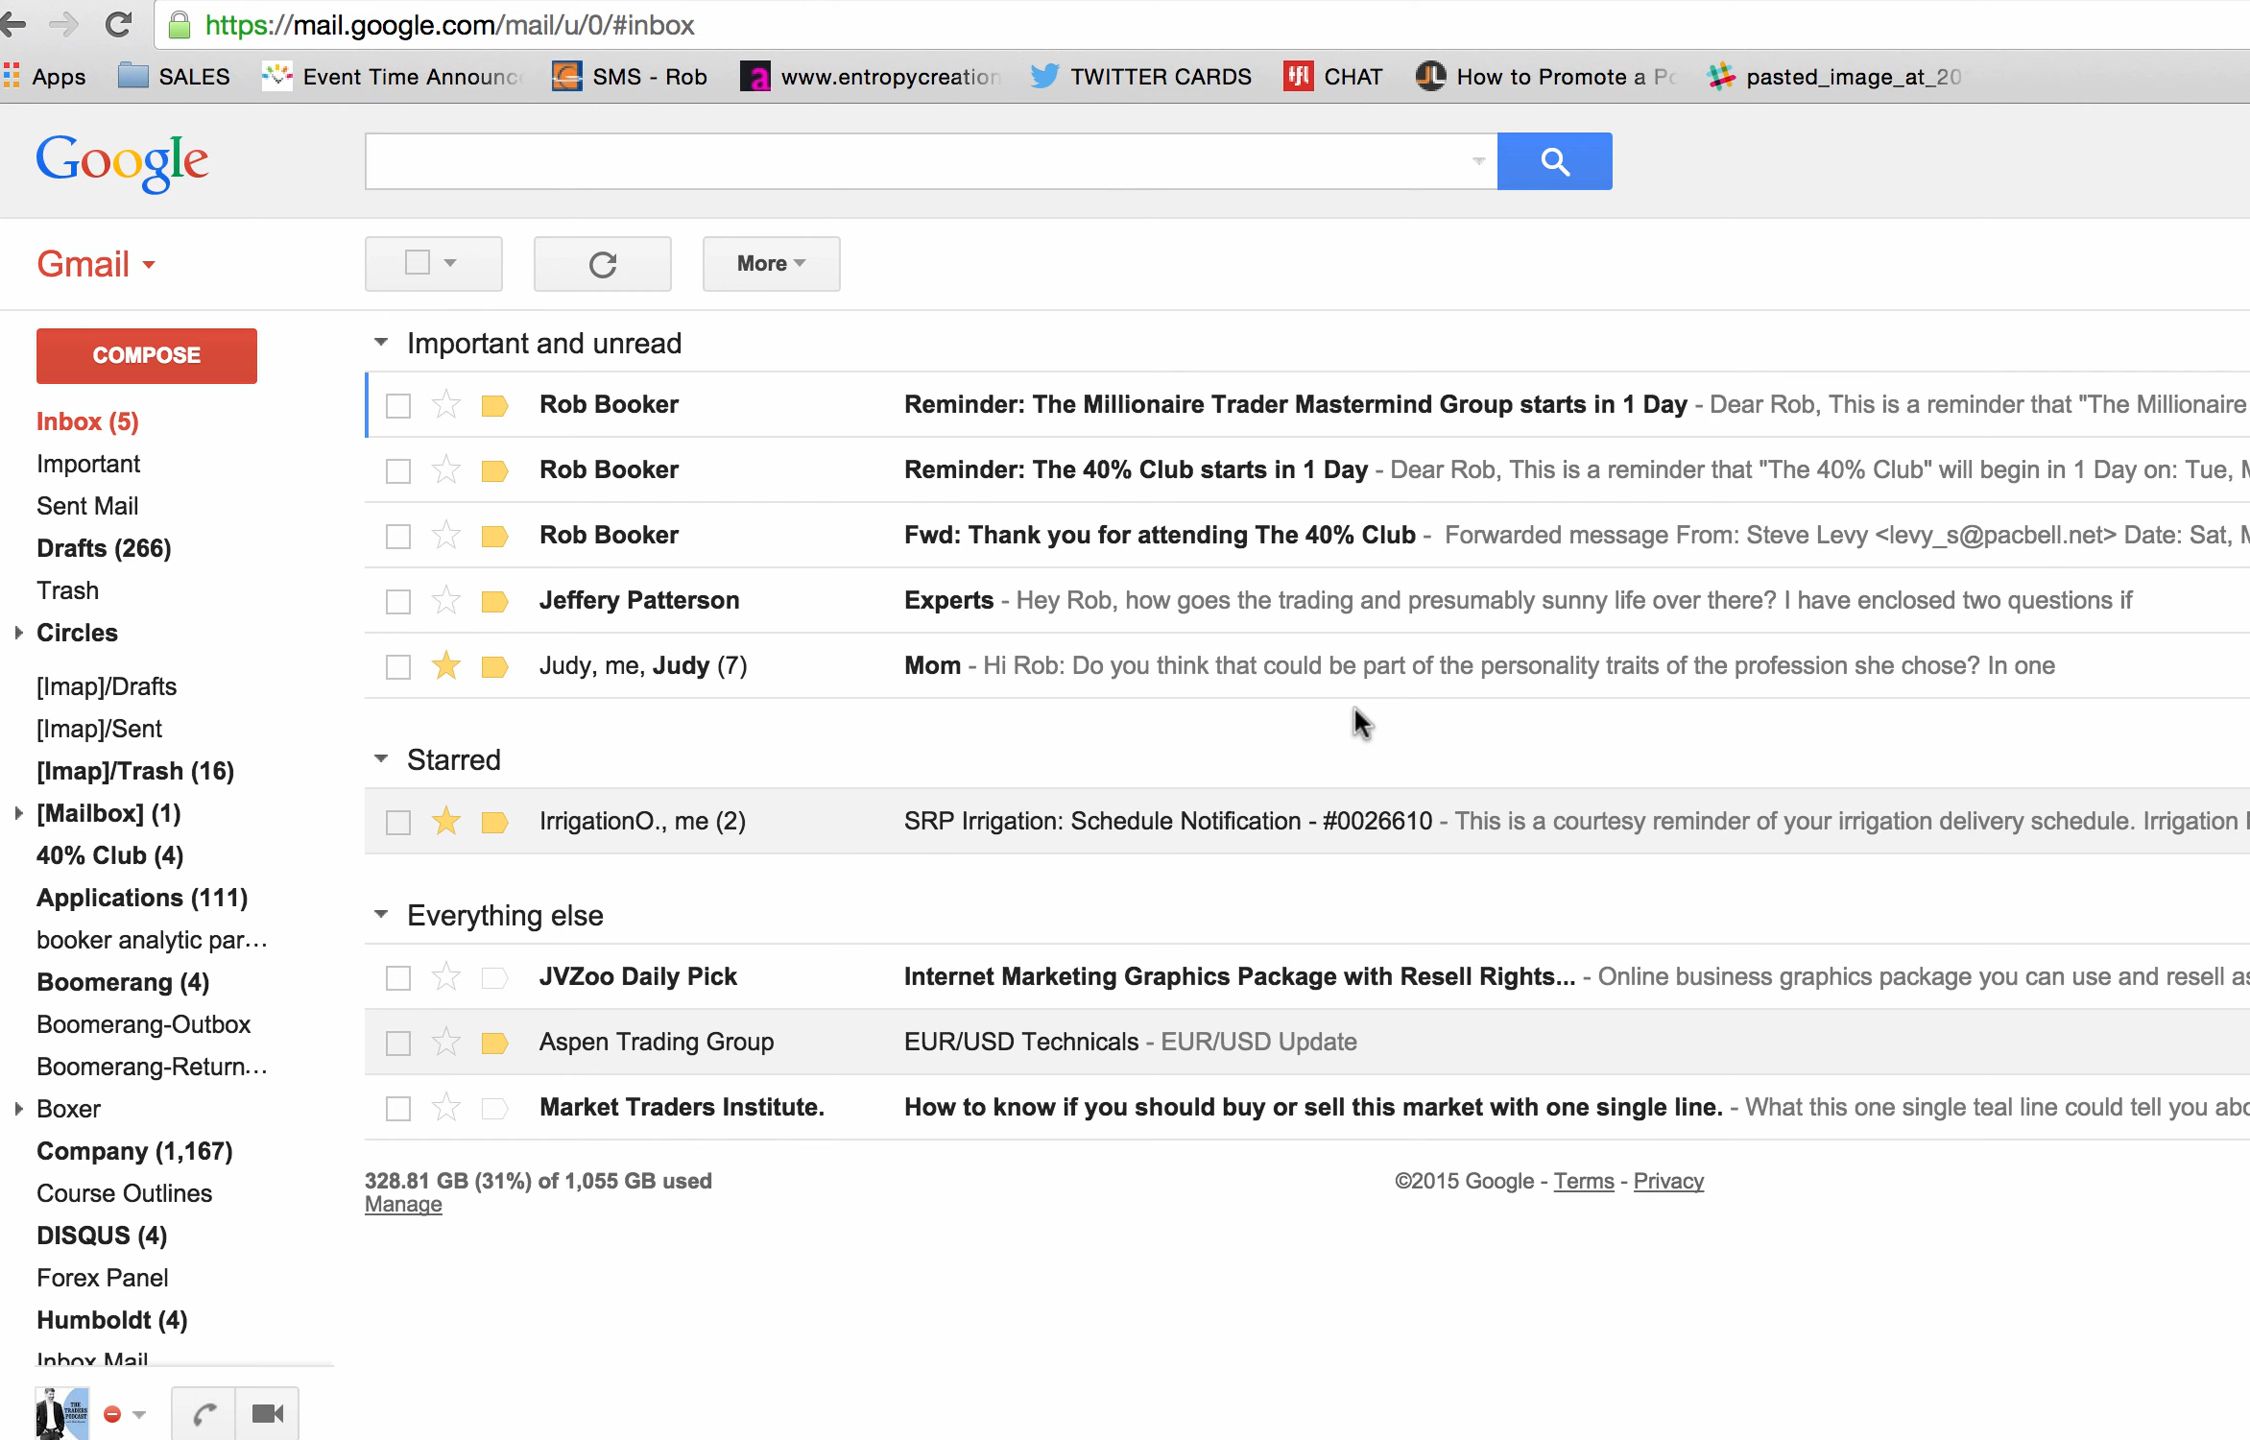 https://mail.google.com/mail/u/0/#inbox
Apps SALES Event Time Announc SMS - Rob www.entropycreation TWITTER CARDS CHAT How to Promote a Po pasted_image_at_20
Google
Gmail More
COMPOSE
Inbox (5)
Important
Sent Mail
Drafts (266)
Trash
Circles
[Imap]/Drafts
[Imap]/Sent
[Imap]/Trash (16)
[Mailbox] (1)
40% Club (4)
Applications (111)
booker analytic par...
Boomerang (4)
Boomerang-Outbox
Boomerang-Return...
Boxer
Company (1,167)
Course Outlines
DISQUS (4)
Forex Panel
Humboldt (4)
Inbox Mail
THE TRADERS PODCAST
Important and unread
Rob Booker Reminder: The Millionaire Trader Mastermind Group starts in 1 Day - Dear Rob, This is a reminder that "The Millionaire
Rob Booker Reminder: The 40% Club starts in 1 Day - Dear Rob, This is a reminder that "The 40% Club" will begin in 1 Day on: Tue,
Rob Booker Fwd: Thank you for attending The 40% Club - Forwarded message From: Steve Levy <levy_s@pacbell.net> Date: Sat,
Jeffery Patterson Experts - Hey Rob, how goes the trading and presumably sunny life over there? I have enclosed two questions if
Judy, me, Judy (7) Mom - Hi Rob: Do you think that could be part of the personality traits of the profession she chose? In one
Starred
IrrigationO., me (2) SRP Irrigation: Schedule Notification - #0026610 - This is a courtesy reminder of your irrigation delivery schedule. Irrigation
Everything else
JVZoo Daily Pick Internet Marketing Graphics Package with Resell Rights... - Online business graphics package you can use and resell as
Aspen Trading Group EUR/USD Technicals - EUR/USD Update
Market Traders Institute. How to know if you should buy or sell this market with one single line. - What this one single teal line could tell you abo
328.81 GB (31%) of 1,055 GB used
Manage
©2015 Google - Terms - Privacy